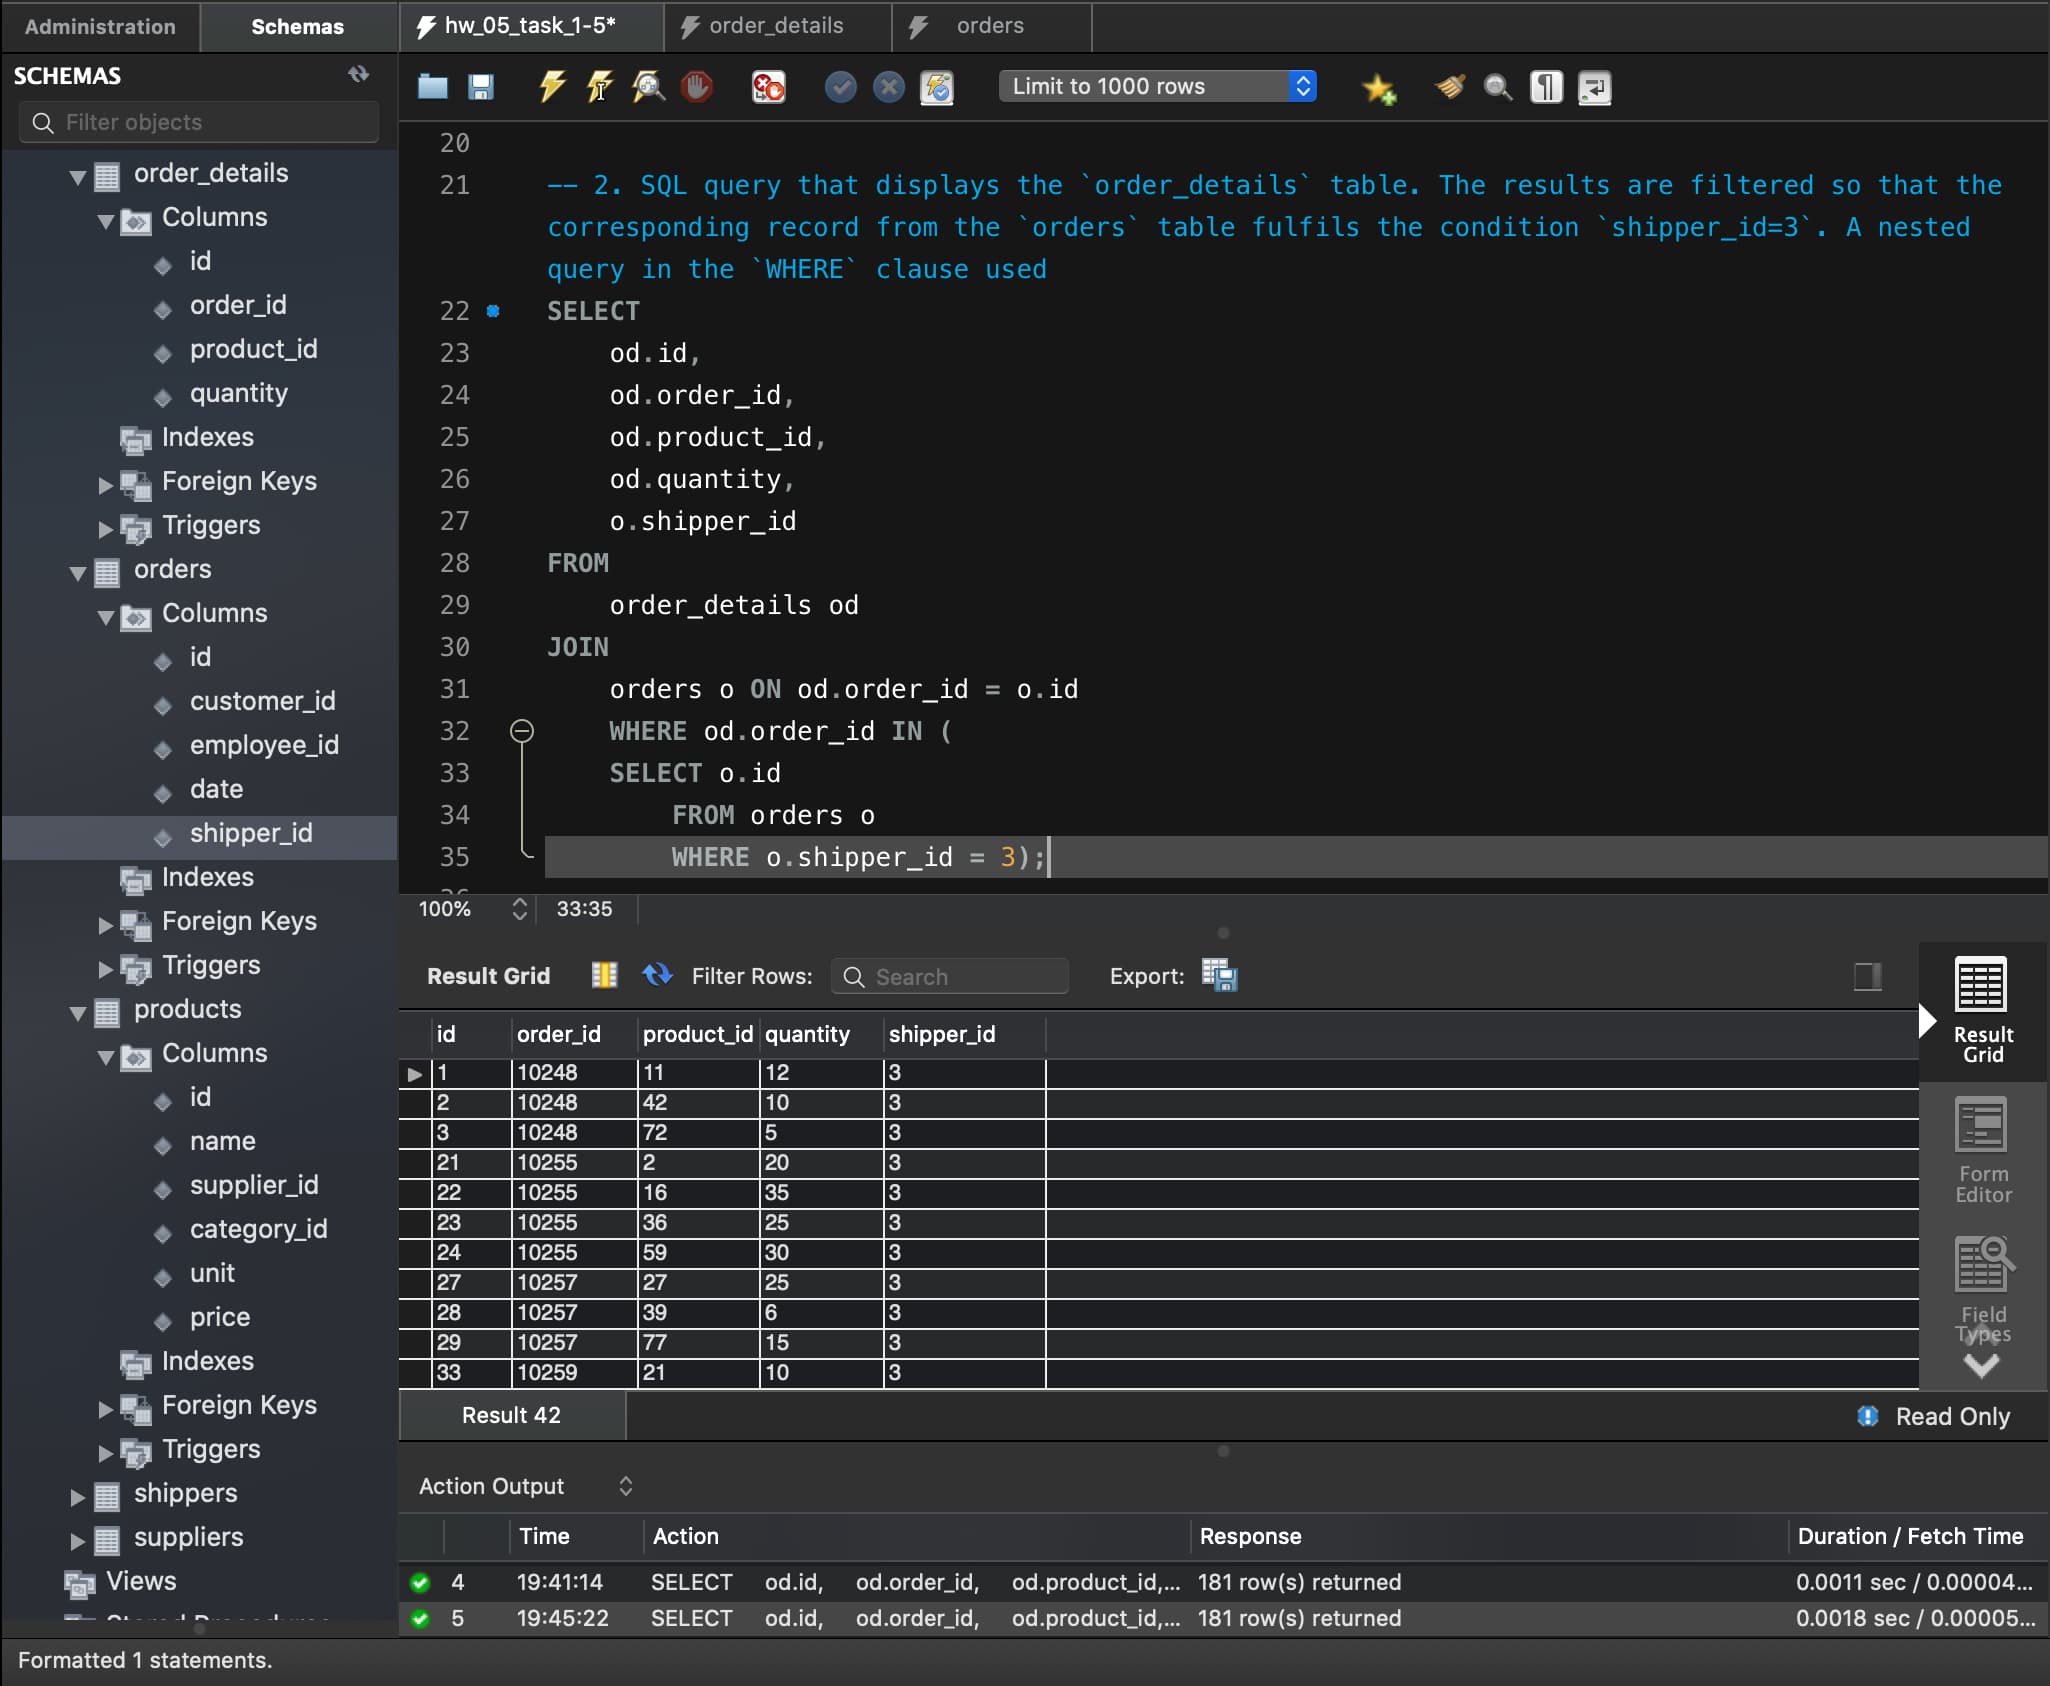 Administration
Schemas
hw_05_task_1-5*
order_details
orders
SCHEMAS
Filter objects
Limit to 1000 rows
order_details
Columns
id
order_id
product_id
quantity
Indexes
Foreign Keys
Triggers
orders
Columns
id
customer_id
employee_id
date
shipper_id
Indexes
Foreign Keys
Triggers
products
Columns
id
name
supplier_id
category_id
unit
price
Indexes
Foreign Keys
Triggers
shippers
suppliers
Views
20
21 -- 2. SQL query that displays the `order_details` table. The results are filtered so that the
corresponding record from the `orders` table fulfils the condition `shipper_id=3`. A nested
query in the `WHERE` clause used
22 SELECT
23 od.id,
24 od.order_id,
25 od.product_id,
26 od.quantity,
27 o.shipper_id
28 FROM
29 order_details od
30 JOIN
31 orders o ON od.order_id = o.id
32 WHERE od.order_id IN (
33 SELECT o.id
34 FROM orders o
35 WHERE o.shipper_id = 3);
100% 33:35
Result Grid Filter Rows: Search Export:
id order_id product_id quantity shipper_id
1 10248 11 12 3
2 10248 42 10 3
3 10248 72 5 3
21 10255 2 20 3
22 10255 16 35 3
23 10255 36 25 3
24 10255 59 30 3
27 10257 27 25 3
28 10257 39 6 3
29 10257 77 15 3
33 10259 21 10 3
Result
Grid
Form
Editor
Field
Types
Result 42
Read Only
Action Output
Time Action Response Duration / Fetch Time
4 19:41:14 SELECT od.id, od.order_id, od.product_id,... 181 row(s) returned 0.0011 sec / 0.00004...
5 19:45:22 SELECT od.id, od.order_id, od.product_id,... 181 row(s) returned 0.0018 sec / 0.00005...
Formatted 1 statements.